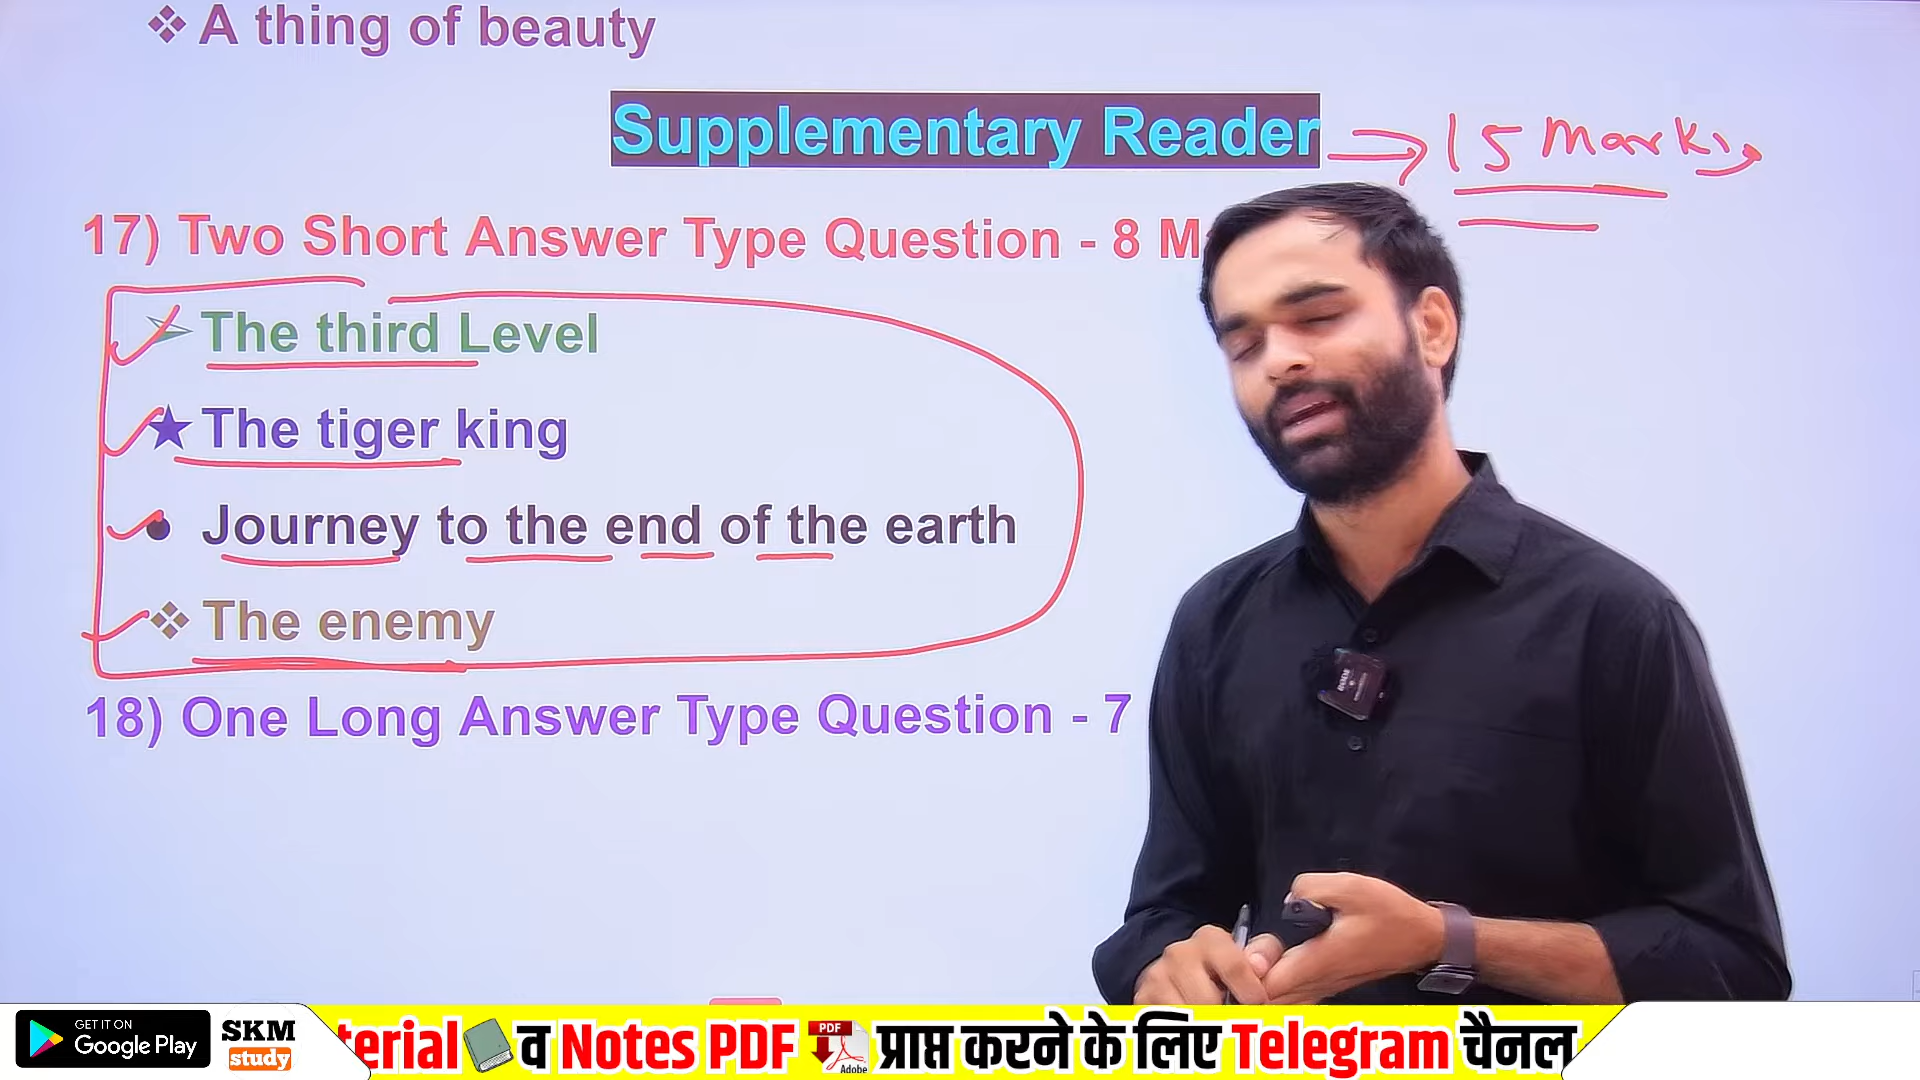 ❖ A thing of beauty
Supplementary Reader → 15 Marks
17) Two Short Answer Type Question - 8 M
➢ The third Level
★ The tiger king
● Journey to the end of the earth
❖ The enemy
18) One Long Answer Type Question - 7
GET IT ON
Google Play
SKM
study
terial व Notes PDF PDF Adobe प्राप्त करने के लिए Telegram चैनल